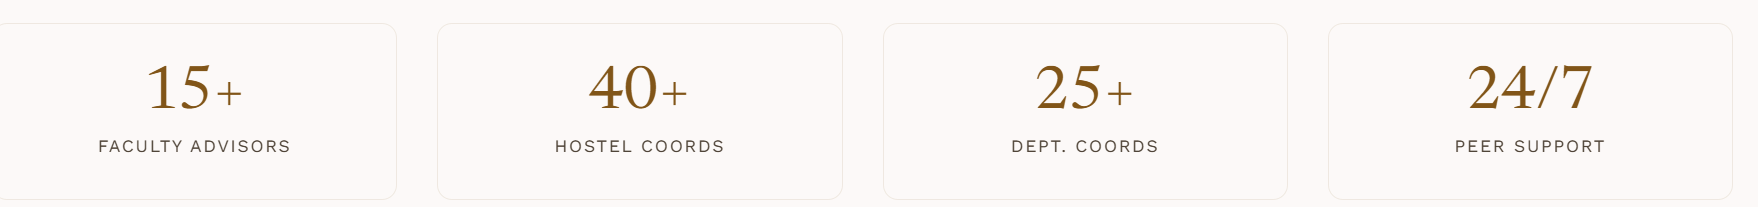 15+
FACULTY ADVISORS
40+
HOSTEL COORDS
25+
DEPT. COORDS
24/7
PEER SUPPORT